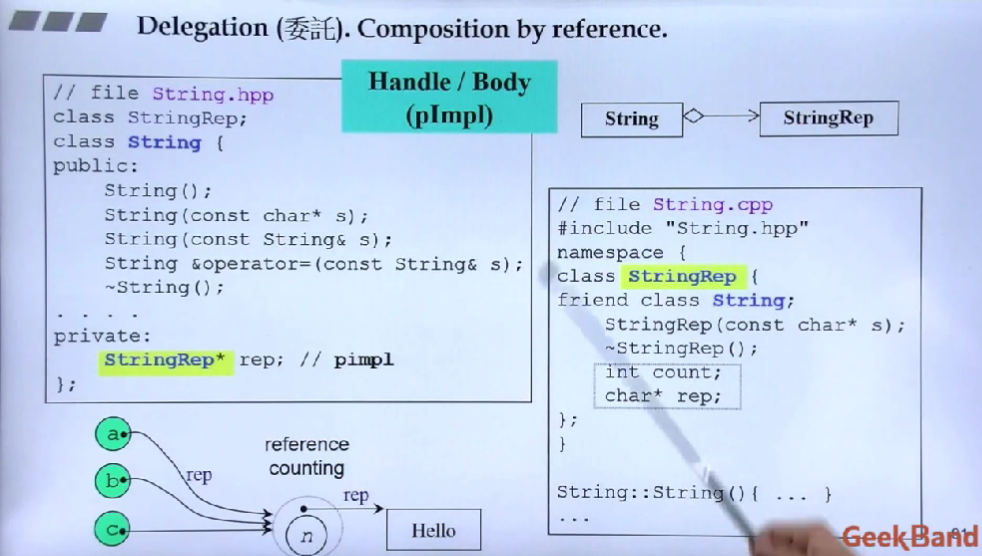 Delegation (委託). Composition by reference.
Handle / Body
(pImpl)
// file String.hpp
class StringRep;
class String {
public:
String();
String(const char* s);
String(const String& s);
String &operator=(const String& s);
~String();
. . . .
private:
StringRep* rep; // pimpl
};
String
StringRep
// file String.cpp
#include "String.hpp"
namespace {
class StringRep {
friend class String;
StringRep(const char* s);
~StringRep();
int count;
char* rep;
};
}
String::String(){ ... }
...
a
b
c
rep
reference
counting
rep
n
Hello
GeekBand